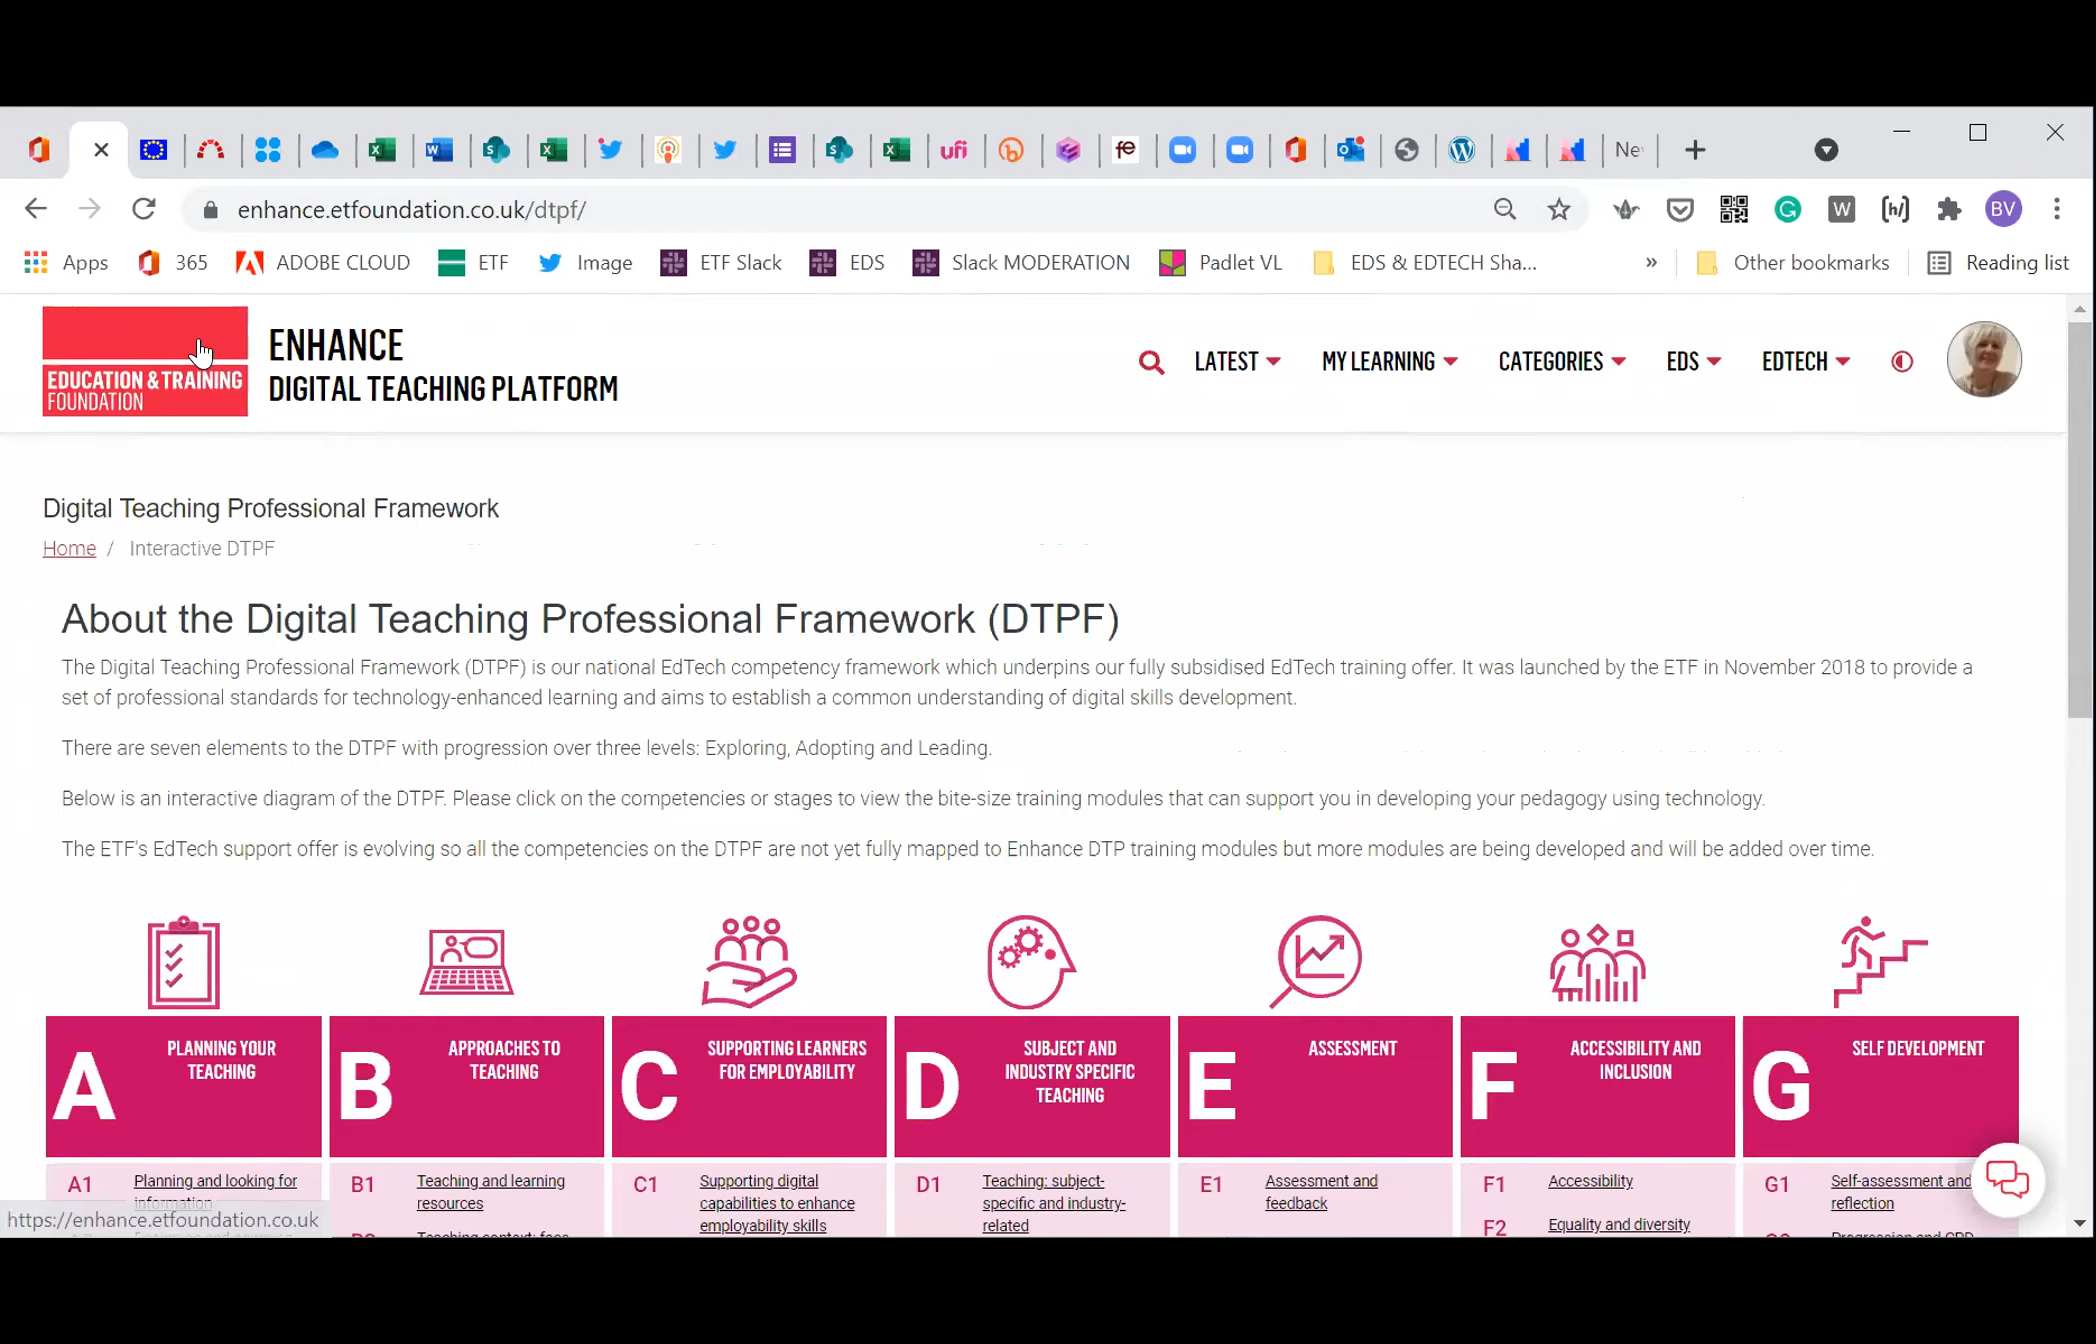 ufi
fe
Ne
enhance.etfoundation.co.uk/dtpf/
W
[h/]
BV
Apps
365
ADOBE CLOUD
ETF
Image
ETF Slack
EDS
Slack MODERATION
Padlet VL
EDS & EDTECH Sha...
»
Other bookmarks
Reading list
EDUCATION & TRAINING
FOUNDATION
ENHANCE
DIGITAL TEACHING PLATFORM
LATEST
MY LEARNING
CATEGORIES
EDS
EDTECH
Digital Teaching Professional Framework
Home / Interactive DTPF
About the Digital Teaching Professional Framework (DTPF)
The Digital Teaching Professional Framework (DTPF) is our national EdTech competency framework which underpins our fully subsidised EdTech training offer. It was launched by the ETF in November 2018 to provide a
set of professional standards for technology-enhanced learning and aims to establish a common understanding of digital skills development.
There are seven elements to the DTPF with progression over three levels: Exploring, Adopting and Leading.
Below is an interactive diagram of the DTPF. Please click on the competencies or stages to view the bite-size training modules that can support you in developing your pedagogy using technology.
The ETF's EdTech support offer is evolving so all the competencies on the DTPF are not yet fully mapped to Enhance DTP training modules but more modules are being developed and will be added over time.
A
PLANNING YOUR
TEACHING
B
APPROACHES TO
TEACHING
C
SUPPORTING LEARNERS
FOR EMPLOYABILITY
D
SUBJECT AND
INDUSTRY SPECIFIC
TEACHING
E
ASSESSMENT
F
ACCESSIBILITY AND
INCLUSION
G
SELF DEVELOPMENT
A1
Planning and looking for
information
B1
Teaching and learning
resources
C1
Supporting digital
capabilities to enhance
employability skills
D1
Teaching: subject-
specific and industry-
related
E1
Assessment and
feedback
F1
Accessibility
F2
Equality and diversity
G1
Self-assessment and
reflection
https://enhance.etfoundation.co.uk